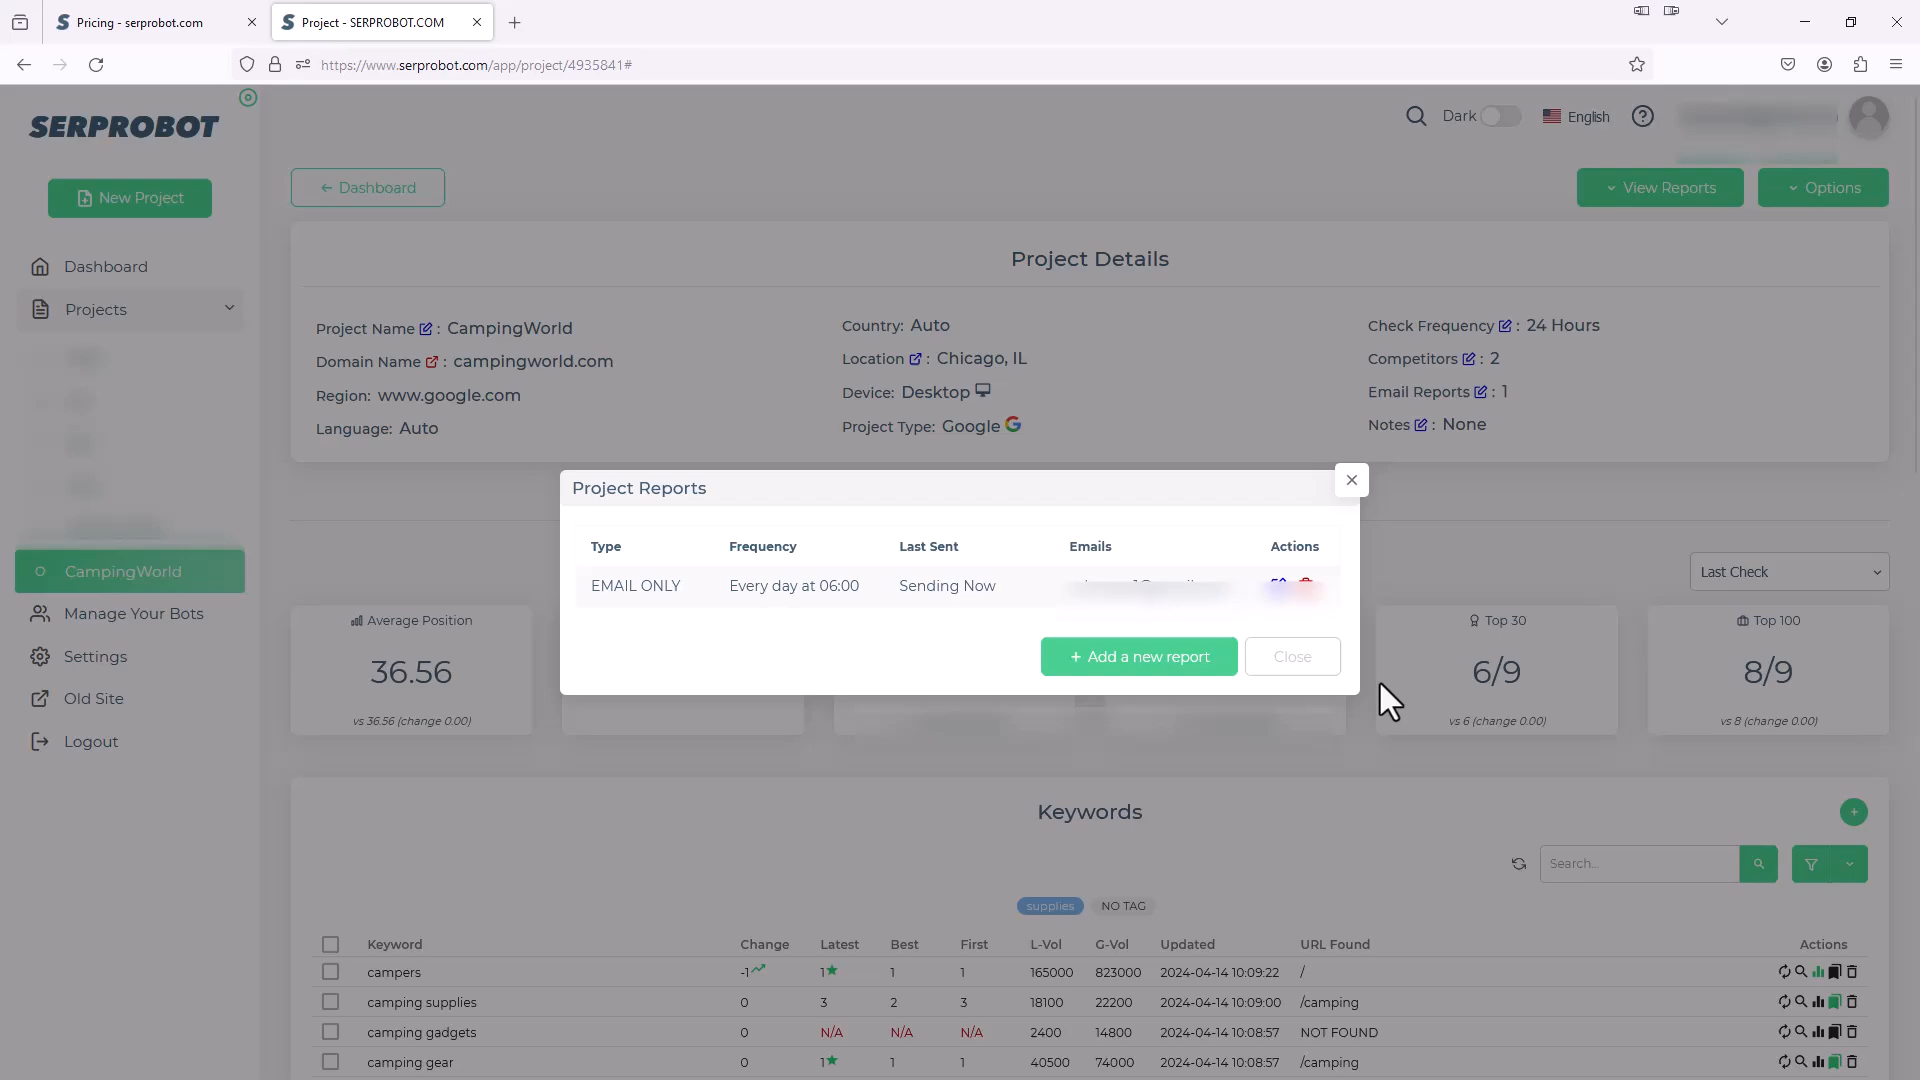 Pricing - serprobot.com
Project - SERPROBOT.COM
https://www.serprobot.com/app/project/4935841#
SERPROBOT
Dark
English
New Project
Dashboard
Projects
CampingWorld
Manage Your Bots
Settings
Old Site
Logout
← Dashboard
View Reports
Options
Project Details
Project Name : CampingWorld
Domain Name : campingworld.com
Region: www.google.com
Language: Auto
Country: Auto
Location : Chicago, IL
Device: Desktop
Project Type: Google
Check Frequency : 24 Hours
Competitors : 2
Email Reports : 1
Notes : None
Project Reports
Type Frequency Last Sent Emails Actions
EMAIL ONLY Every day at 06:00 Sending Now
+ Add a new report
Close
Last Check
Average Position
36.56
vs 36.56 (change 0.00)
Top 30
6/9
vs 6 (change 0.00)
Top 100
8/9
vs 8 (change 0.00)
Keywords
Search...
supplies NO TAG
Keyword Change Latest Best First L-Vol G-Vol Updated URL Found Actions
campers -1 1 1 1 165000 823000 2024-04-14 10:09:22 /
camping supplies 0 3 2 3 18100 22200 2024-04-14 10:09:00 /camping
camping gadgets 0 N/A N/A N/A 2400 14800 2024-04-14 10:08:57 NOT FOUND
camping gear 0 1 1 1 40500 74000 2024-04-14 10:08:57 /camping